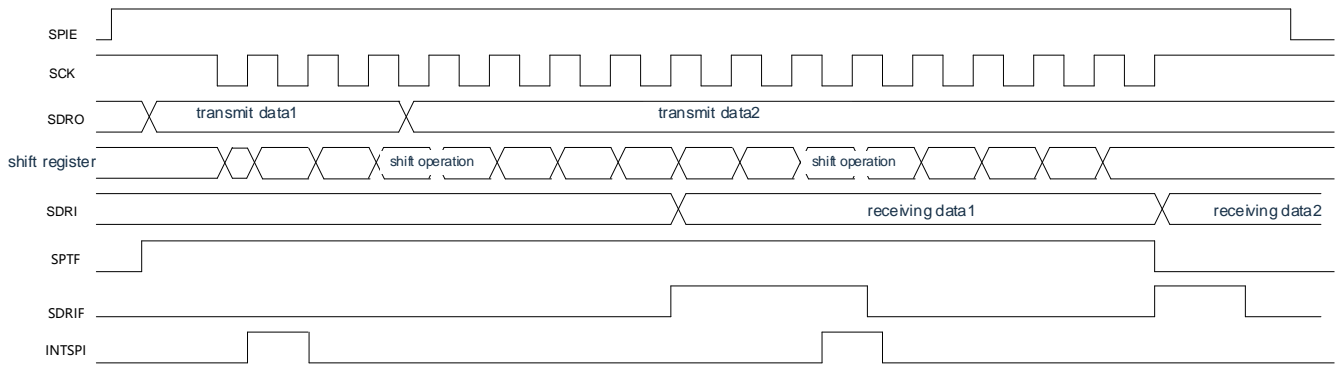 SPIE
SCK
SDRO transmit data1 transmit data2
shift register shift operation shift operation
SDRI receiving data1 receiving data2
SPTF
SDRIF
INTSPI